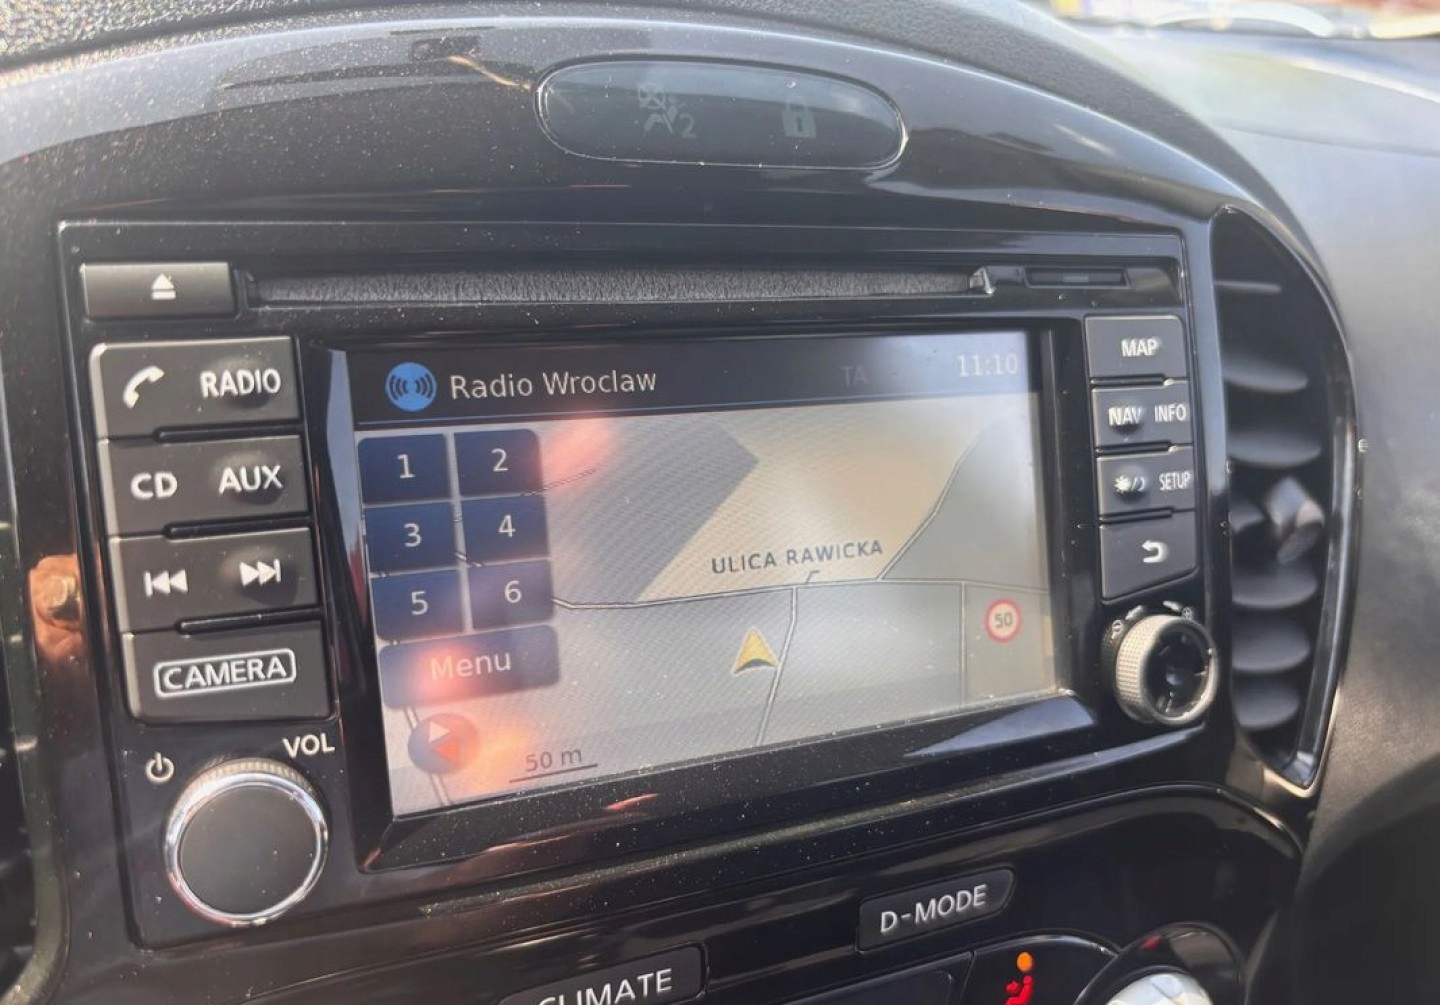 2
RADIO
CD AUX
CAMERA
VOL
Radio Wroclaw TA 11:10
1 2
3 4
5 6
Menu
ULICA RAWICKA
50
50 m
MAP
NAV INFO
SETUP
D-MODE
CLIMATE